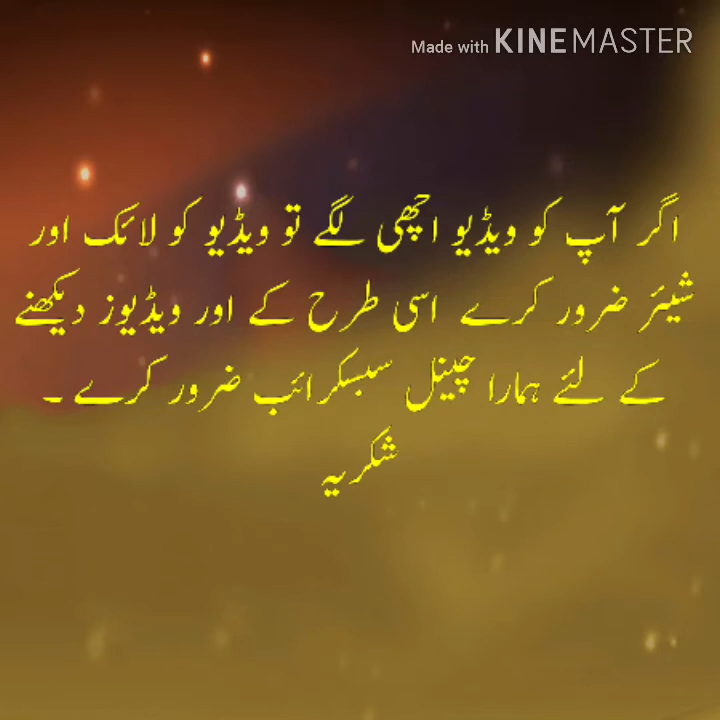 Made with KINEMASTER
اگر آپ کو ویڈیو اچھی لگے تو ویڈیو کو لائک اور
شیئر ضرور کرے اسی طرح کے اور ویڈیوز دیکھنے
کے لئے ہمارا چینل سبسکرائب ضرور کرے ۔
شکریہ